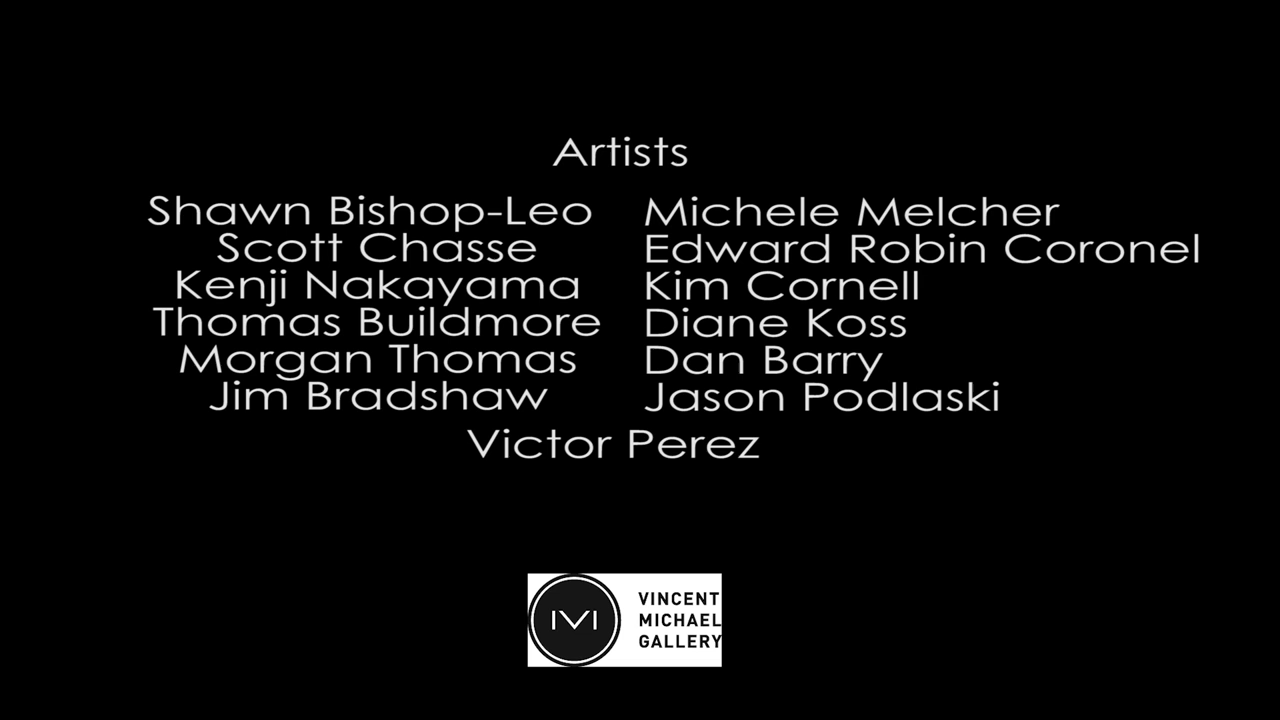 Artists
Shawn Bishop-Leo
Scott Chasse
Kenji Nakayama
Thomas Buildmore
Morgan Thomas
Jim Bradshaw
Michele Melcher
Edward Robin Coronel
Kim Cornell
Diane Koss
Dan Barry
Jason Podlaski
Victor Perez
VINCENT
MICHAEL
GALLERY